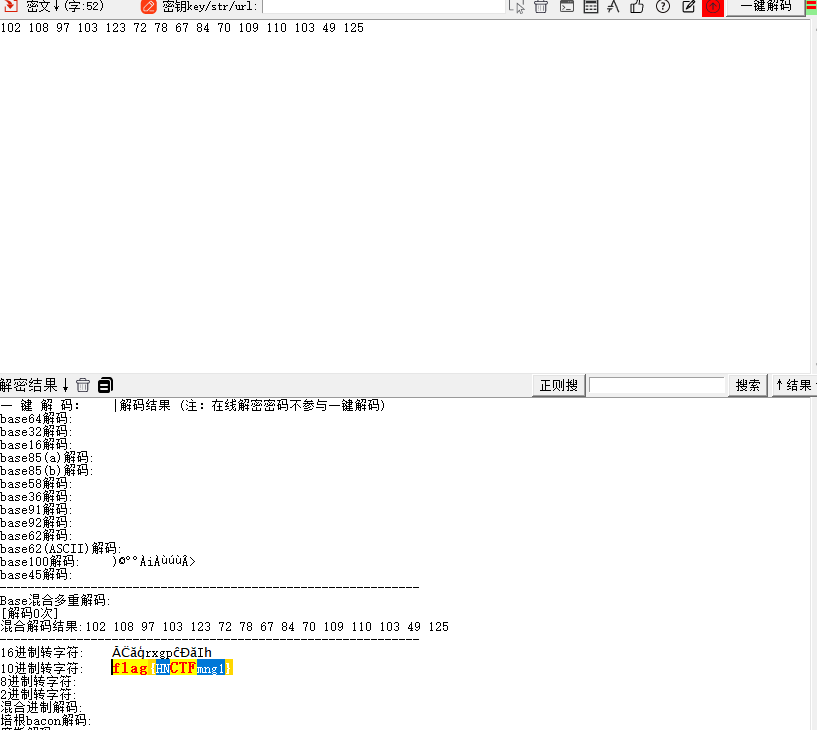 密文↓(字:52) 密钥key/str/url: 一键解码
102 108 97 103 123 72 78 67 84 70 109 110 103 49 125
解密结果↓ 正则搜 搜索 ↑结果
一 键 解 码: |解码结果 (注: 在线解密密码不参与一键解码)
base64解码:
base32解码:
base16解码:
base85(a)解码:
base85(b)解码:
base58解码:
base36解码:
base91解码:
base92解码:
base62解码:
base62(ASCII)解码:
base100解码:
base45解码:
------------------------------------------------------------
Base混合多重解码:
[解码0次]
混合解码结果:102 108 97 103 123 72 78 67 84 70 109 110 103 49 125
------------------------------------------------------------
16进制转字符:
10进制转字符: flag{HNCTFmng1}
8进制转字符:
2进制转字符:
混合进制解码:
培根bacon解码: